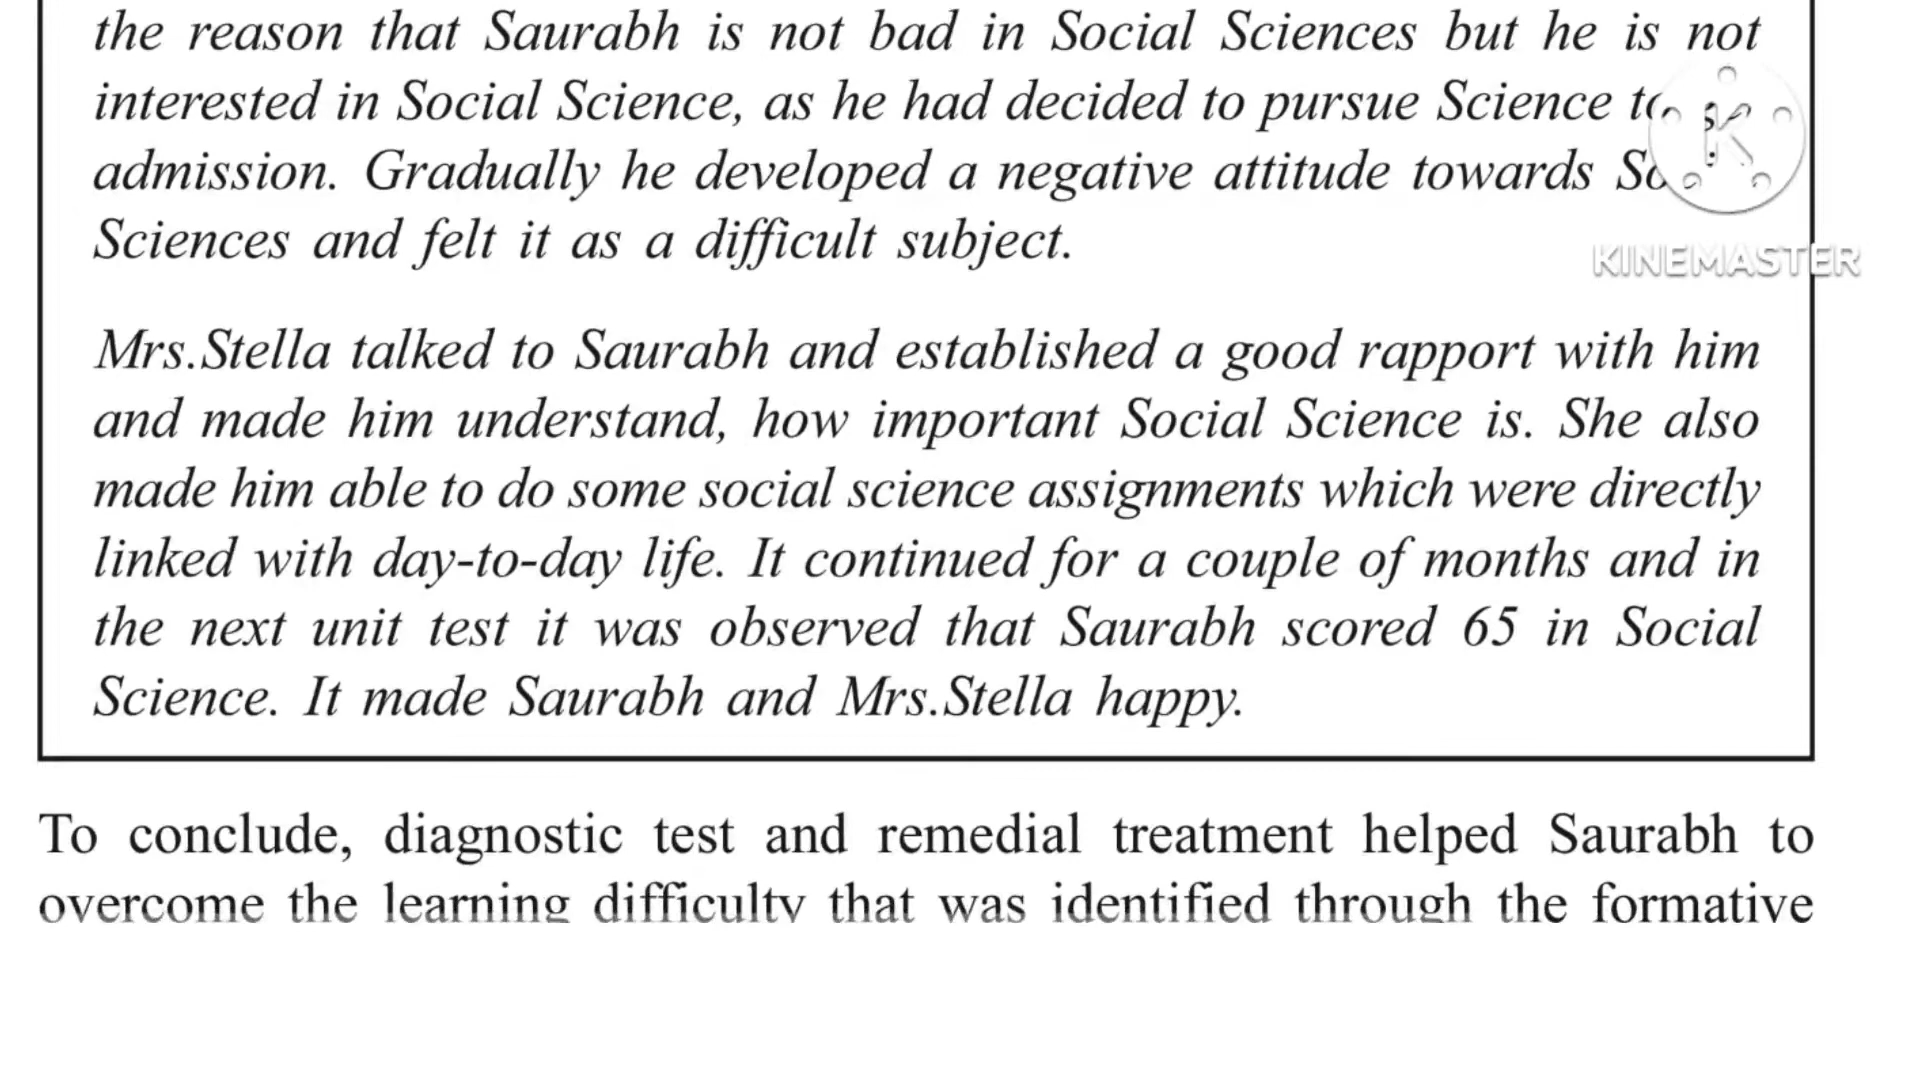 the reason that Saurabh is not bad in Social Sciences but he is not
interested in Social Science, as he had decided to pursue Science
admission. Gradually he developed a negative attitude towards
Sciences and felt it as a difficult subject.
KINEMASTER
Mrs.Stella talked to Saurabh and established a good rapport with him
and made him understand, how important Social Science is. She also
made him able to do some social science assignments which were directly
linked with day-to-day life. It continued for a couple of months and in
the next unit test it was observed that Saurabh scored 65 in Social
Science. It made Saurabh and Mrs.Stella happy.
To conclude, diagnostic test and remedial treatment helped Saurabh to
overcome the learning difficulty that was identified through the formative